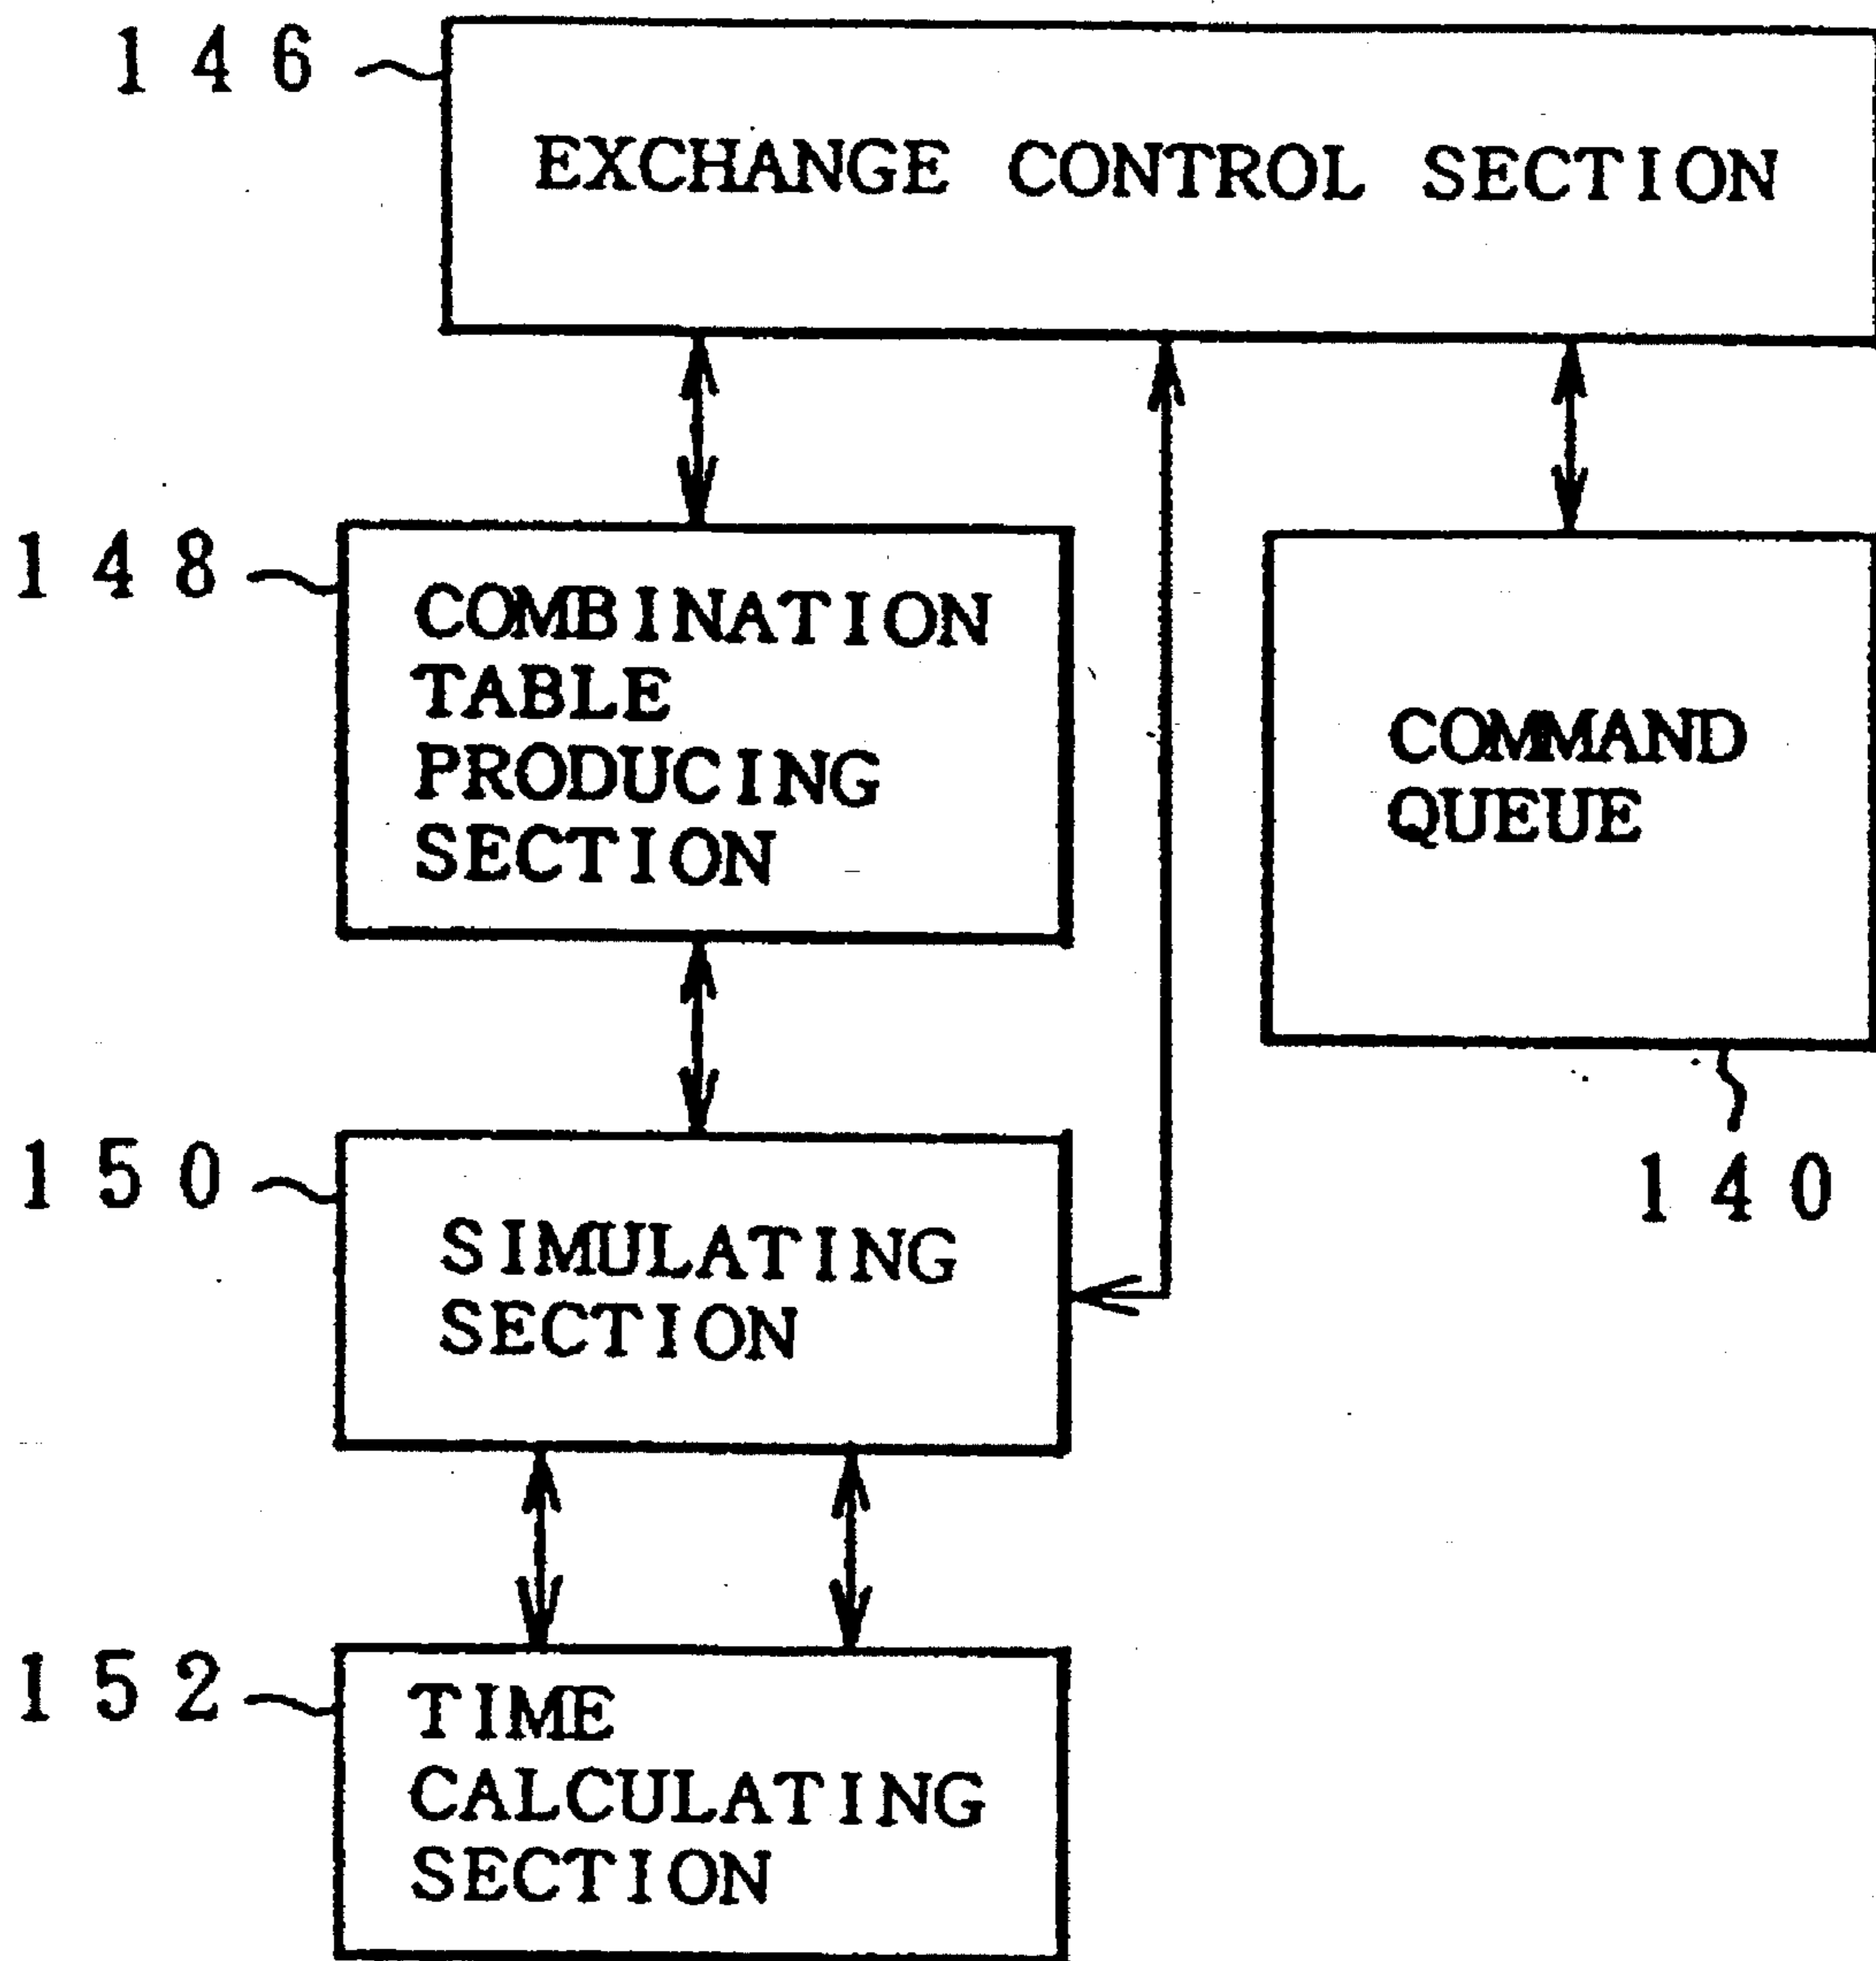 146
EXCHANGE CONTROL SECTION
148
COMBINATION
TABLE
PRODUCING
SECTION
COMMAND
QUEUE
140
150
SIMULATING
SECTION
152
TIME
CALCULATING
SECTION